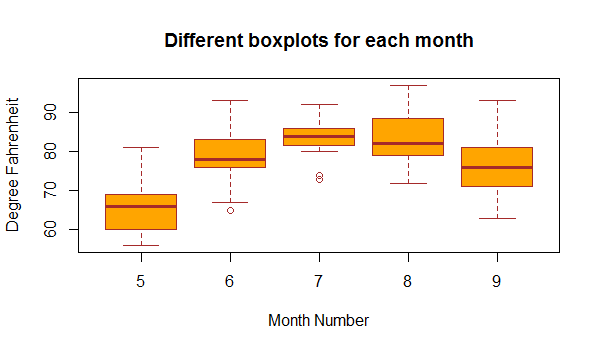 Different boxplots for each month
Degree Fahrenheit
90
80
70
60
5 6 7 8 9
Month Number